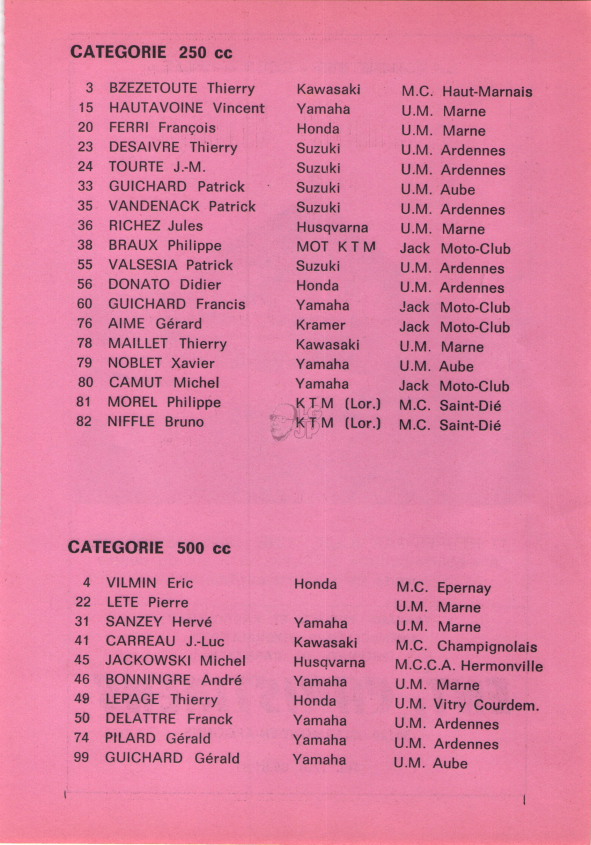 CATEGORIE 250 cc
3 BZEZETOUTE Thierry Kawasaki M.C. Haut-Marnais
15 HAUTAVOINE Vincent Yamaha U.M. Marne
20 FERRI François Honda U.M. Marne
23 DESAIVRE Thierry Suzuki U.M. Ardennes
24 TOURTE J.-M. Suzuki U.M. Ardennes
33 GUICHARD Patrick Suzuki U.M. Aube
35 VANDENACK Patrick Suzuki U.M. Ardennes
36 RICHEZ Jules Husqvarna U.M. Marne
38 BRAUX Philippe MOT KTM Jack Moto-Club
55 VALSESIA Patrick Suzuki U.M. Ardennes
56 DONATO Didier Honda U.M. Ardennes
60 GUICHARD Francis Yamaha Jack Moto-Club
76 AIME Gérard Kramer Jack Moto-Club
78 MAILLET Thierry Kawasaki U.M. Marne
79 NOBLET Xavier Yamaha U.M. Aube
80 CAMUT Michel Yamaha Jack Moto-Club
81 MOREL Philippe KTM (Lor.) M.C. Saint-Dié
82 NIFFLE Bruno KTM (Lor.) M.C. Saint-Dié
CATEGORIE 500 cc
4 VILMIN Eric Honda M.C. Epernay
22 LETE Pierre U.M. Marne
31 SANZEY Hervé Yamaha U.M. Marne
41 CARREAU J.-Luc Kawasaki M.C. Champignolais
45 JACKOWSKI Michel Husqvarna M.C.C.A. Hermonville
46 BONNINGRE André Yamaha U.M. Marne
49 LEPAGE Thierry Honda U.M. Vitry Courdem.
50 DELATTRE Franck Yamaha U.M. Ardennes
74 PILARD Gérald Yamaha U.M. Ardennes
99 GUICHARD Gérald Yamaha U.M. Aube